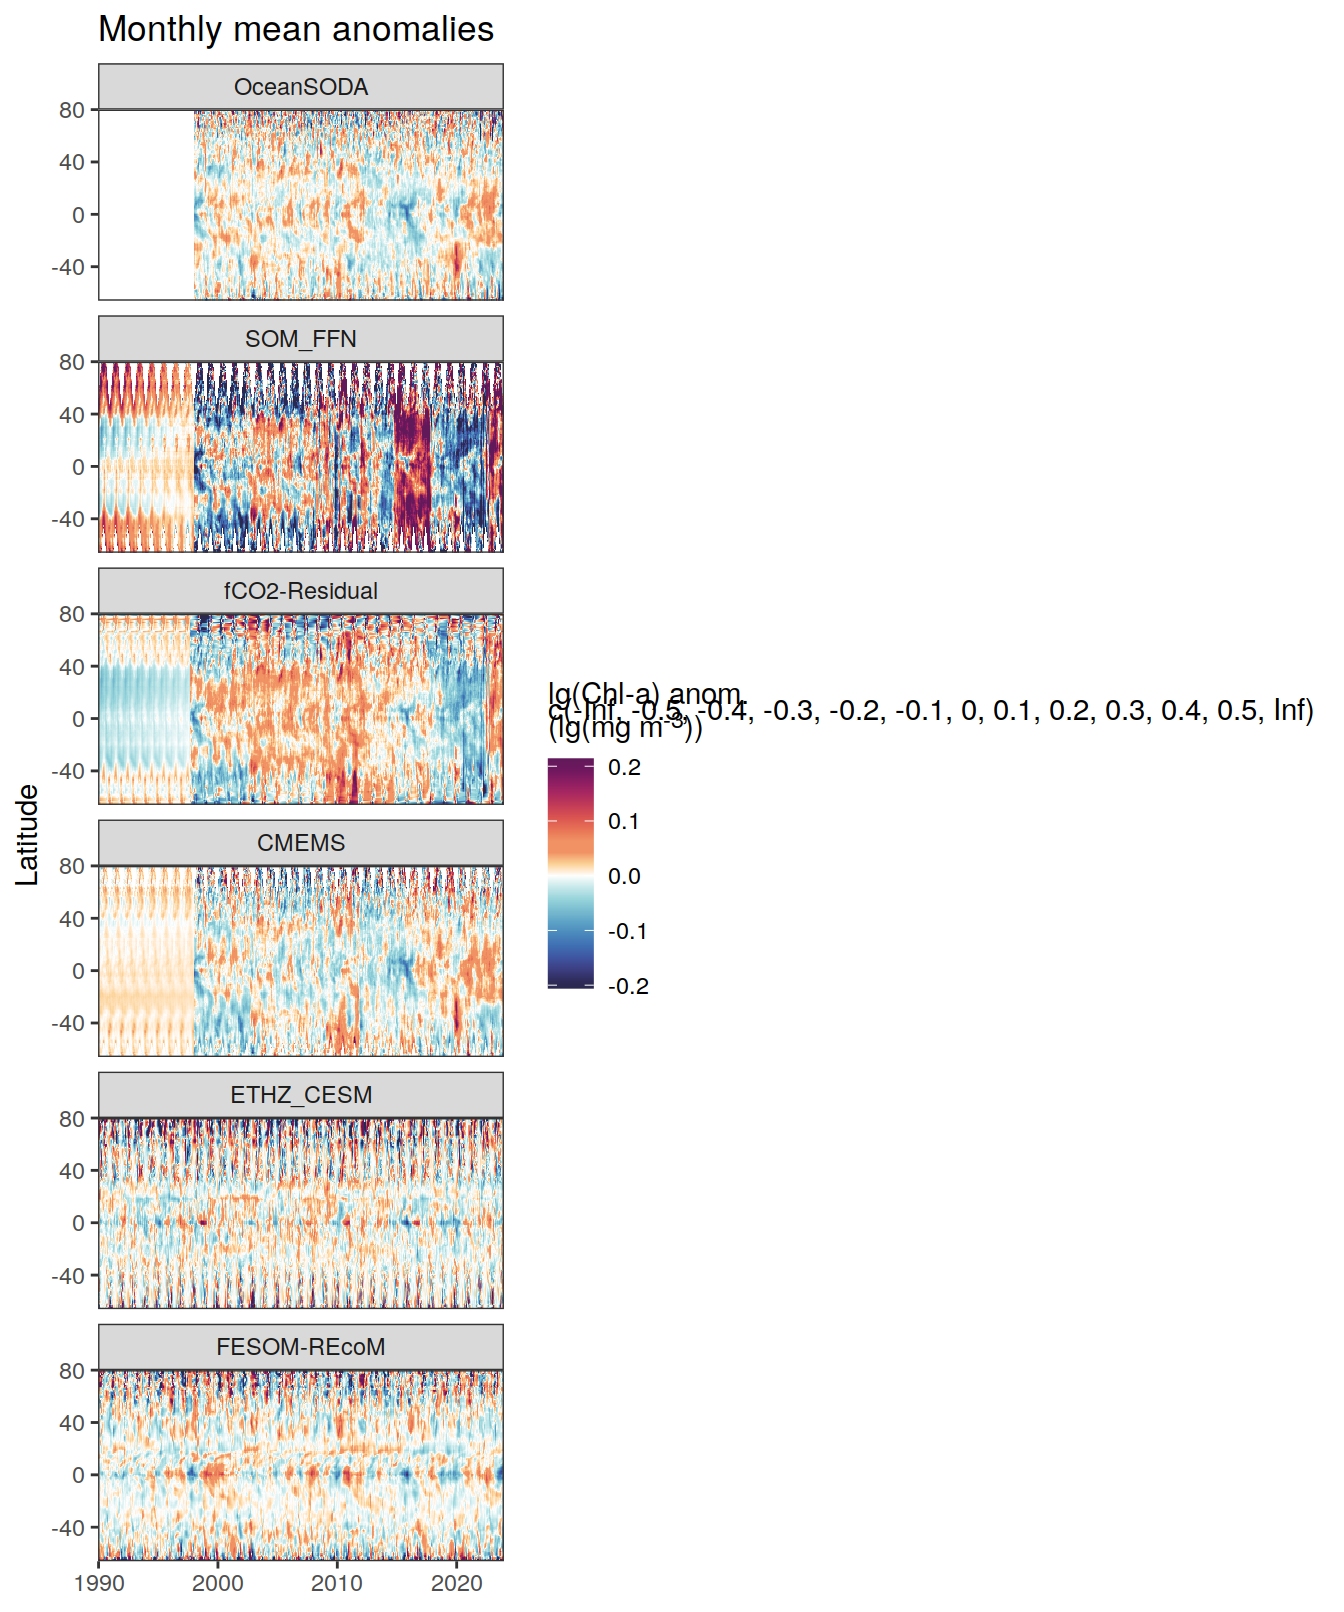 Monthly mean anomalies
OceanSODA
80
40
0
-40
SOM_FFN
80
40
0
-40
fCO2-Residual
80
40
0
-40
CMEMS
80
40
0
-40
ETHZ_CESM
80
40
0
-40
FESOM-REcoM
80
40
0
-40
1990 2000 2010 2020
Latitude
lg(Chl-a) anom.
c(-Inf, -0.5, -0.4, -0.3, -0.2, -0.1, 0, 0.1, 0.2, 0.3, 0.4, 0.5, Inf)
(lg(mg m⁻³))
0.2
0.1
0.0
-0.1
-0.2